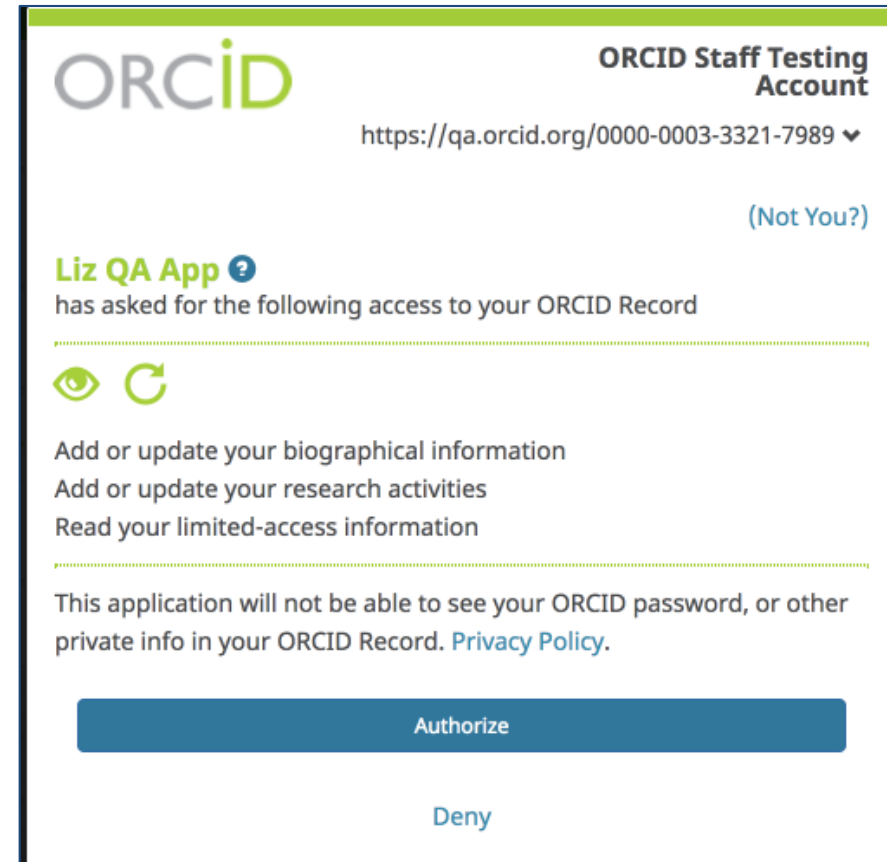 ORCID
ORCID Staff Testing
Account
https://qa.orcid.org/0000-0003-3321-7989
(Not You?)
Liz QA App ?
has asked for the following access to your ORCID Record
Add or update your biographical information
Add or update your research activities
Read your limited-access information
This application will not be able to see your ORCID password, or other
private info in your ORCID Record. Privacy Policy.
Authorize
Deny